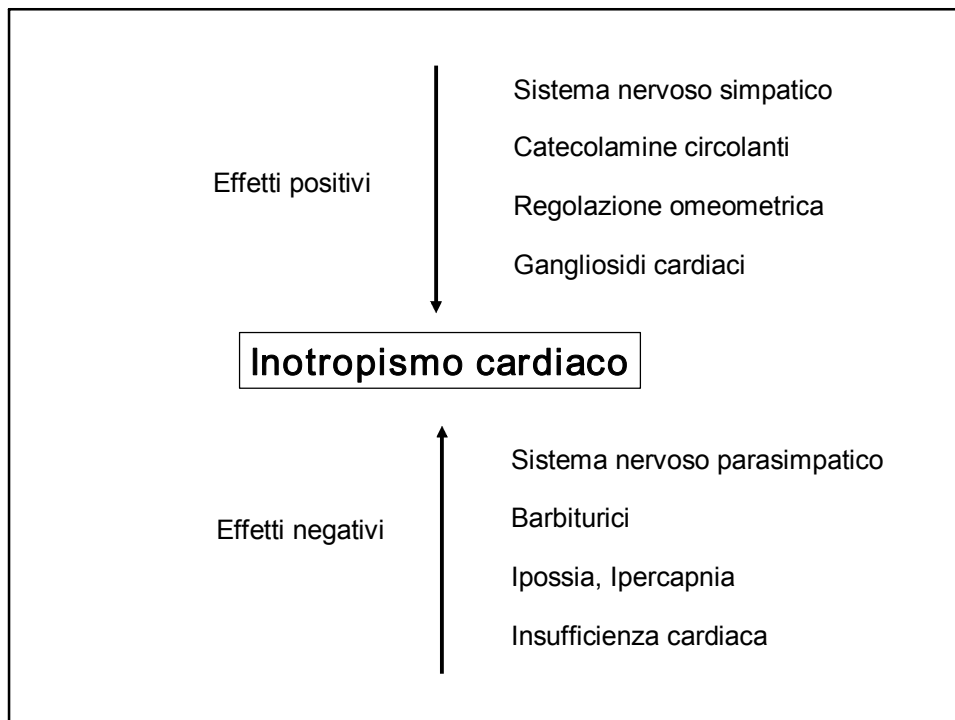 Sistema nervoso simpatico
Catecolamine circolanti
Effetti positivi
Regolazione omeometrica
Gangliosidi cardiaci
Inotropismo cardiaco
Sistema nervoso parasimpatico
Barbiturici
Effetti negativi
Ipossia, Ipercapnia
Insufficienza cardiaca